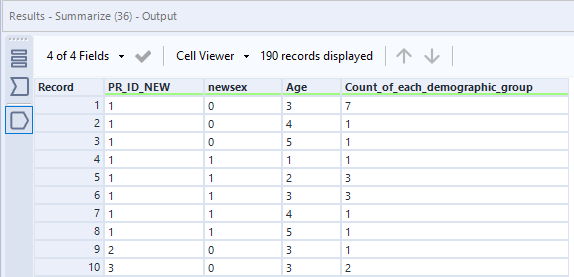 Results - Summarize (36) - Output
4 of 4 Fields Cell Viewer 190 records displayed
Record PR_ID_NEW newsex Age Count_of_each_demographic_group
1 1 0 3 7
2 1 0 4 1
3 1 0 5 1
4 1 1 1 1
5 1 1 2 3
6 1 1 3 3
7 1 1 4 1
8 1 1 5 1
9 2 0 3 1
10 3 0 3 2